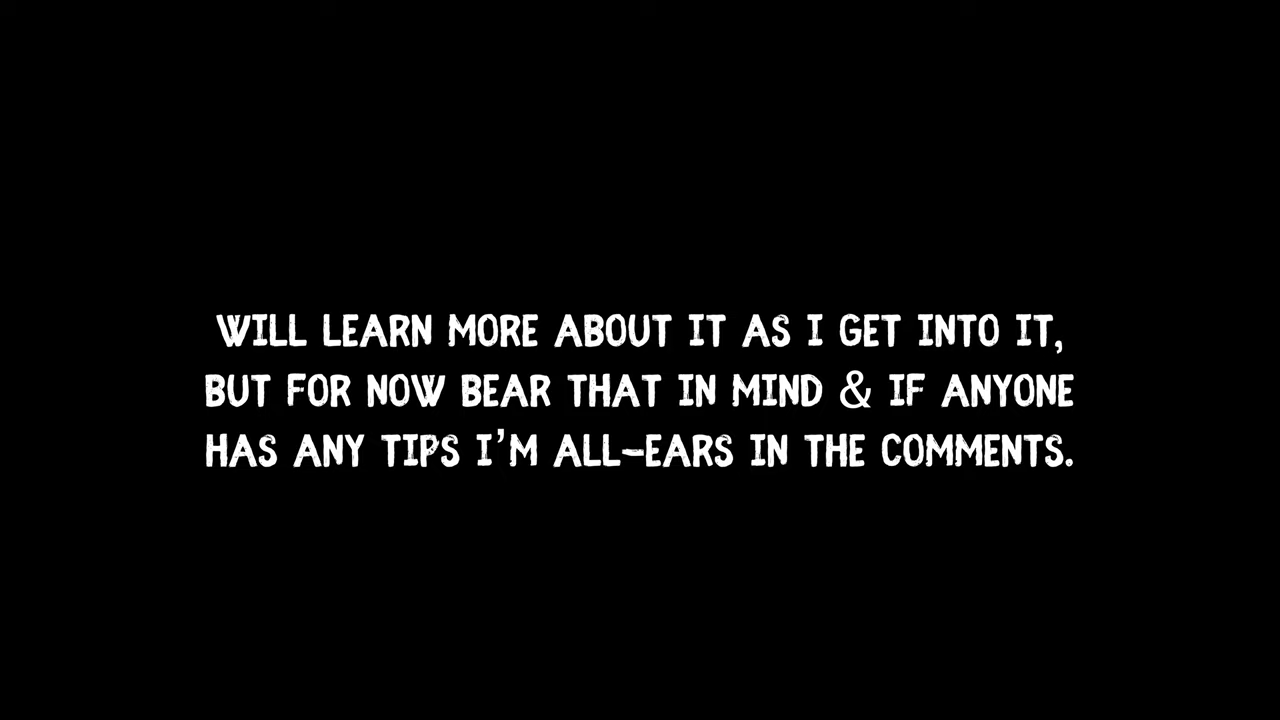 WILL LEARN MORE ABOUT IT AS I GET INTO IT,
BUT FOR NOW BEAR THAT IN MIND & IF ANYONE
HAS ANY TIPS I'M ALL-EARS IN THE COMMENTS.